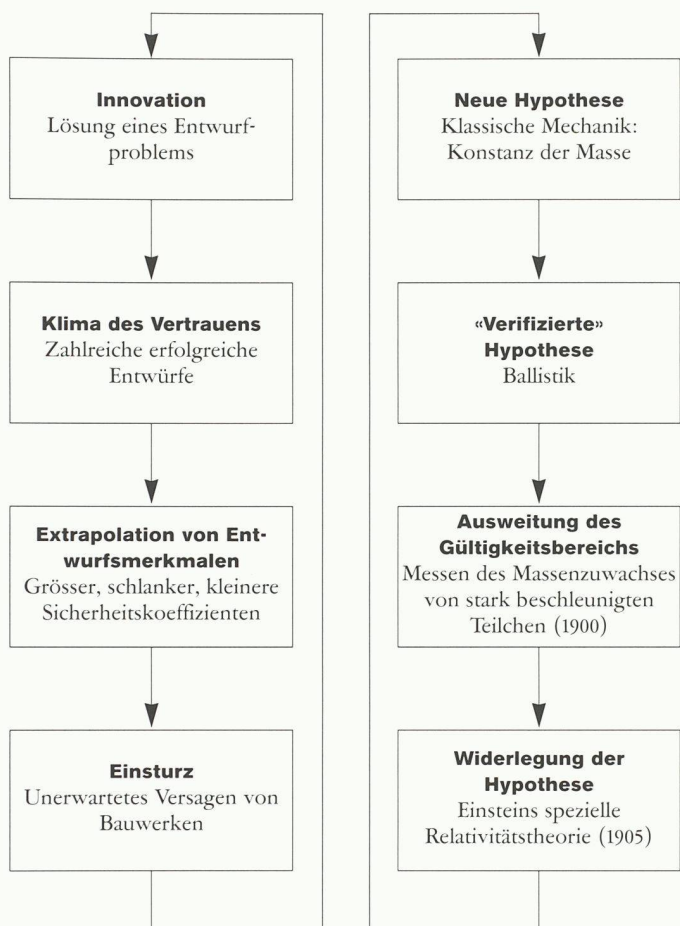 Innovation
Lösung eines Entwurf-
problems
Klima des Vertrauens
Zahlreiche erfolgreiche
Entwürfe
Extrapolation von Ent-
wurfsmerkmalen
Grösser, schlanker, kleinere
Sicherheitskoeffizienten
Einsturz
Unerwartetes Versagen von
Bauwerken
Neue Hypothese
Klassische Mechanik:
Konstanz der Masse
«Verifizierte»
Hypothese
Ballistik
Ausweitung des
Gültigkeitsbereichs
Messen des Massenzuwachses
von stark beschleunigten
Teilchen (1900)
Widerlegung der
Hypothese
Einsteins spezielle
Relativitätstheorie (1905)